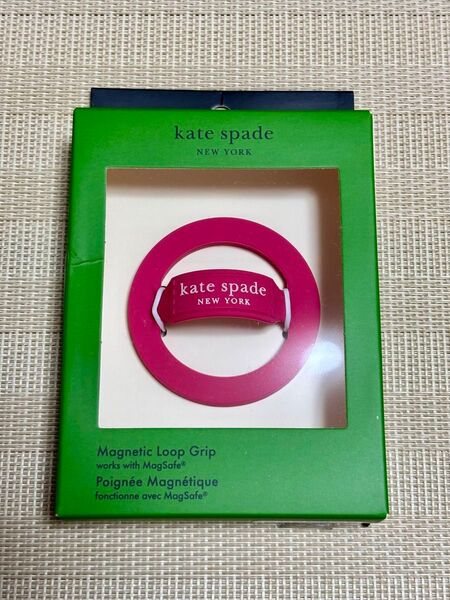 kate spade
NEW YORK
kate spade
NEW YORK
Magnetic Loop Grip
works with MagSafe®
Poignée Magnétique
fonctionne avec MagSafe®